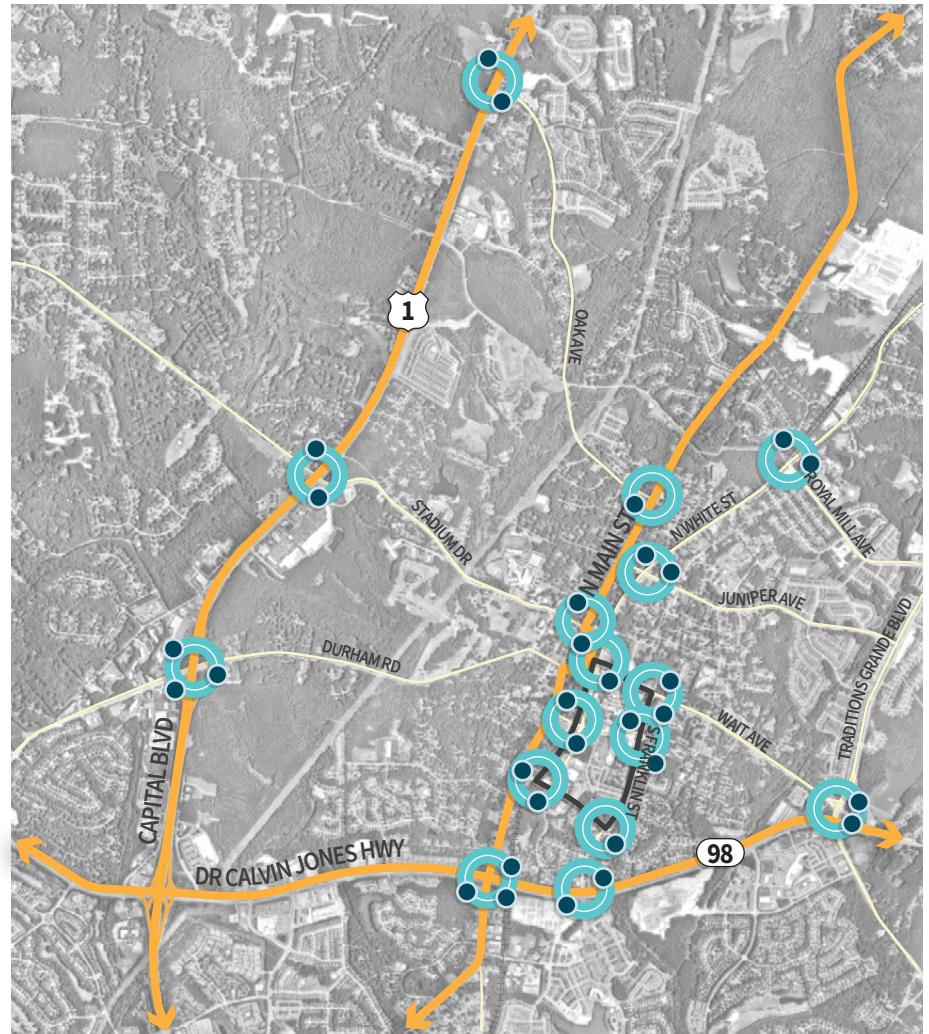 1
OAK AVE
ROYAL MILL AVE
N WHITE ST
STADIUM DR
N MAIN ST
JUNIPER AVE
TRADITIONS GRANDE BLVD
DURHAM RD
WAIT AVE
S FRANKLIN ST
CAPITAL BLVD
98
DR CALVIN JONES HWY